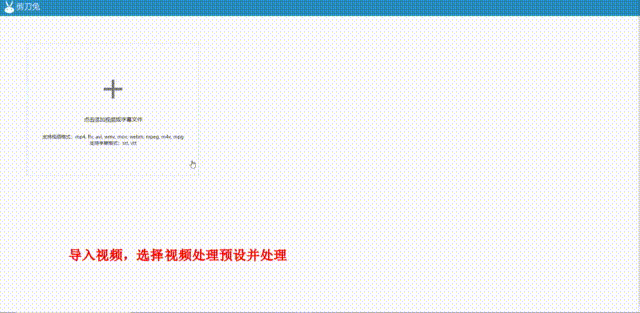 剪刀兔
点击添加视频或字幕文件
支持视频格式：mp4, flv, avi, wmv, mov, webm, mpeg, m4v, mpg
支持字幕格式：srt, vtt
导入视频，选择视频处理预设并处理